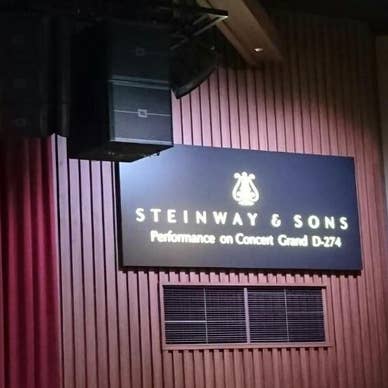 STEINWAY & SONS
Performance on Concert Grand D-274